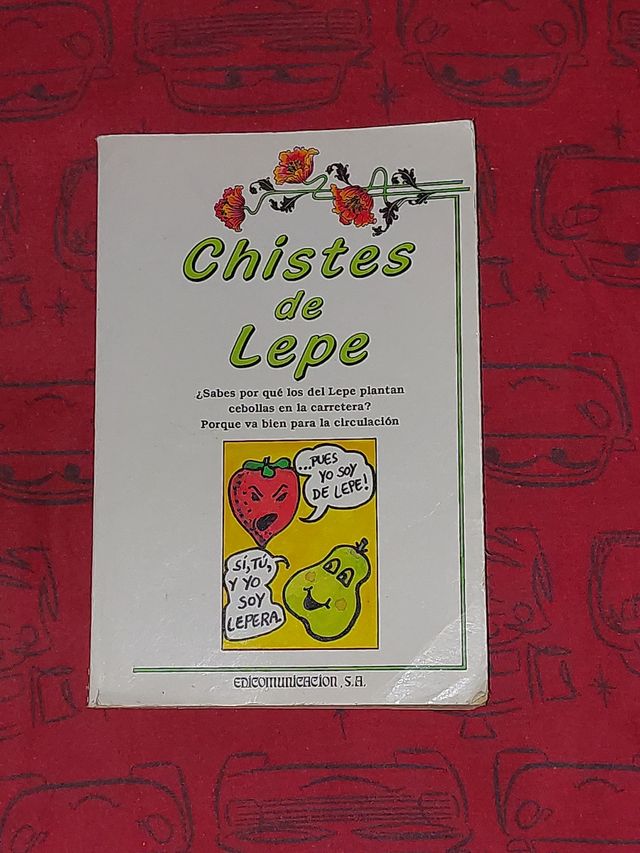 Chistes
de
Lepe
¿Sabes por qué los del Lepe plantan
cebollas en la carretera?
Porque va bien para la circulación
...PUES
YO SOY
DE LEPE!
SI, TÚ,
Y YO
SOY
LEPERA.
EDICOMUNICACION, S.A.